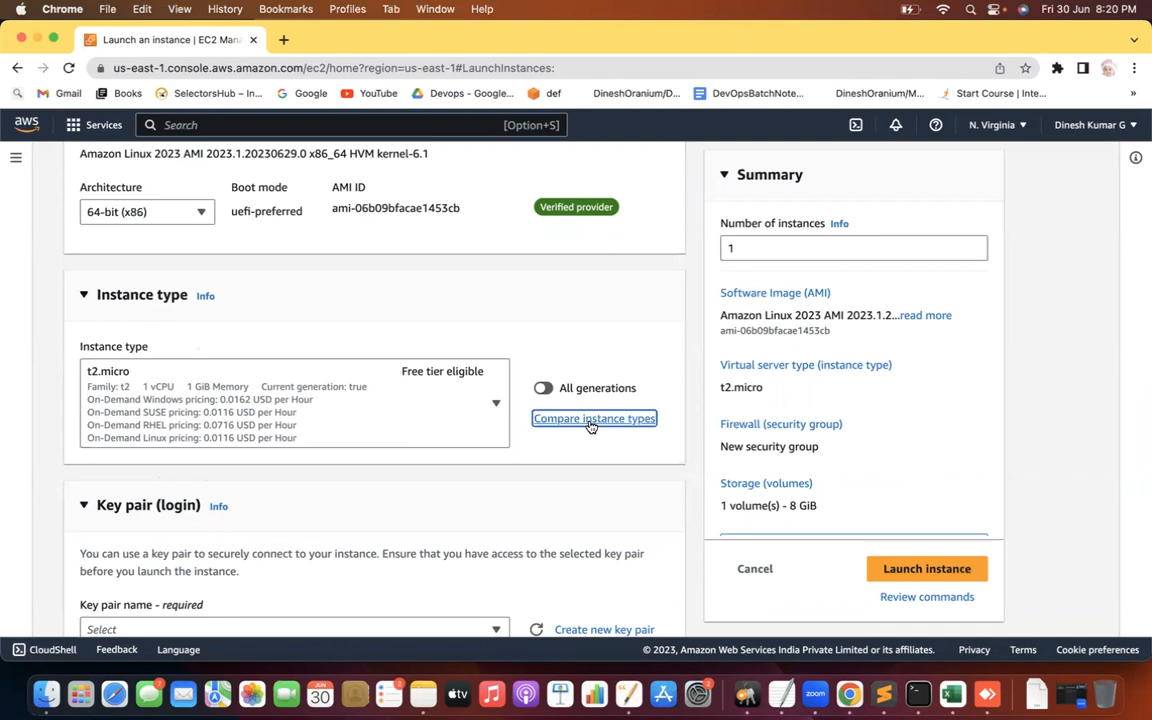 Chrome File Edit View History Bookmarks Profiles Tab Window Help Fri 30 Jun 8:20 PM
Launch an instance | EC2 Man
us-east-1.console.aws.amazon.com/ec2/home?region=us-east-1#LaunchInstances:
Gmail Books SelectorsHub – In... Google YouTube Devops - Google... def DineshOranium/D... DevOpsBatchNote... DineshOranium/M... Start Course | Inte... »
aws Services Search [Option+S] N. Virginia Dinesh Kumar G
Amazon Linux 2023 AMI 2023.1.20230629.0 x86_64 HVM kernel-6.1
Architecture Boot mode AMI ID
64-bit (x86) uefi-preferred ami-06b09bfacae1453cb Verified provider
Instance type Info
Instance type
t2.micro Free tier eligible
Family: t2 1 vCPU 1 GiB Memory Current generation: true
On-Demand Windows pricing: 0.0162 USD per Hour
On-Demand SUSE pricing: 0.0116 USD per Hour
On-Demand RHEL pricing: 0.0716 USD per Hour
On-Demand Linux pricing: 0.0116 USD per Hour
All generations
Compare instance types
Key pair (login) Info
You can use a key pair to securely connect to your instance. Ensure that you have access to the selected key pair
before you launch the instance.
Key pair name - required
Select Create new key pair
Summary
Number of instances Info
1
Software Image (AMI)
Amazon Linux 2023 AMI 2023.1.2...read more
ami-06b09bfacae1453cb
Virtual server type (instance type)
t2.micro
Firewall (security group)
New security group
Storage (volumes)
1 volume(s) - 8 GiB
Cancel Launch instance
Review commands
CloudShell Feedback Language © 2023, Amazon Web Services India Private Limited or its affiliates. Privacy Terms Cookie preferences
7 JUN 30 2 tv zoom 2